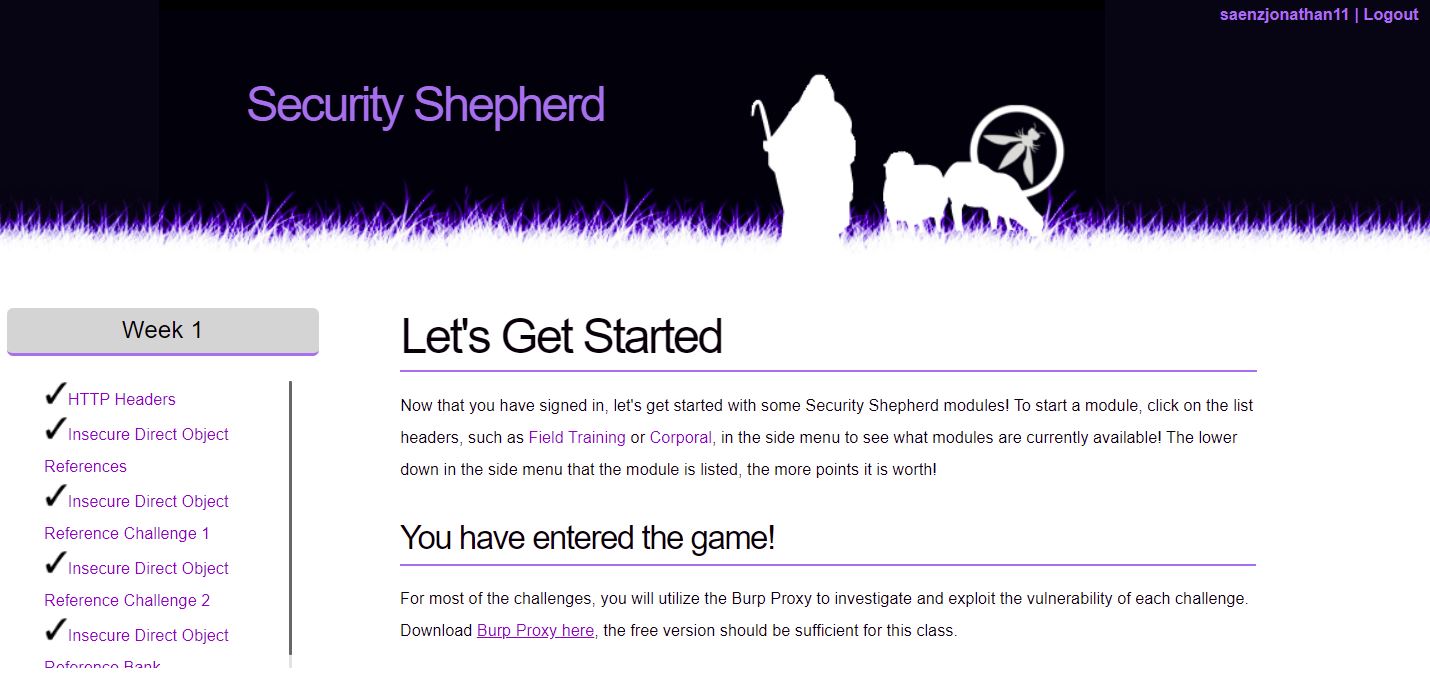 saenzjonathan11 | Logout
Security Shepherd
Week 1
HTTP Headers
Insecure Direct Object
References
Insecure Direct Object
Reference Challenge 1
Insecure Direct Object
Reference Challenge 2
Insecure Direct Object
Reference Bank
Let's Get Started
Now that you have signed in, let's get started with some Security Shepherd modules! To start a module, click on the list
headers, such as Field Training or Corporal, in the side menu to see what modules are currently available! The lower
down in the side menu that the module is listed, the more points it is worth!
You have entered the game!
For most of the challenges, you will utilize the Burp Proxy to investigate and exploit the vulnerability of each challenge.
Download Burp Proxy here, the free version should be sufficient for this class.